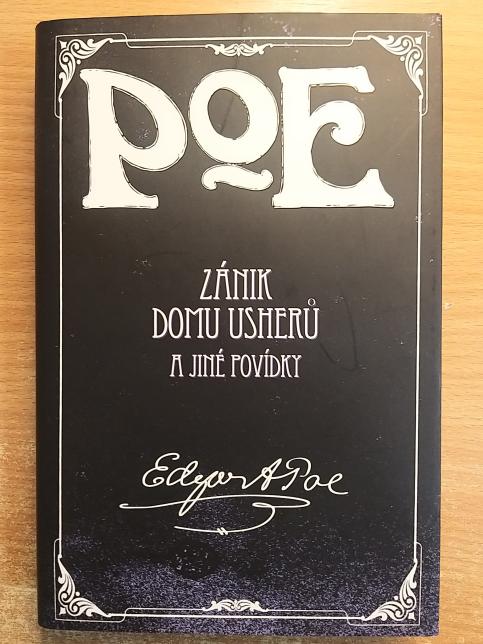 POE
ZÁNIK
DOMU USHERŮ
A JINÉ POVÍDKY
Edgar A Poe